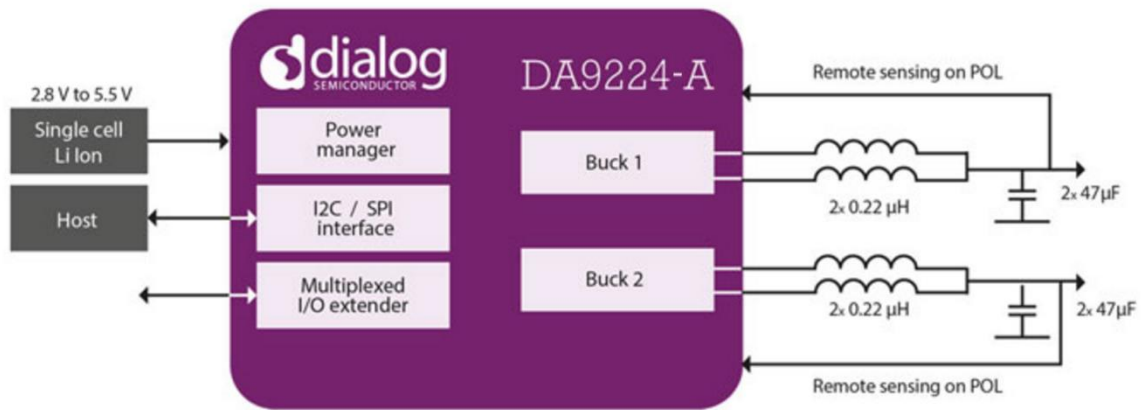 dialog
SEMICONDUCTOR
DA9224-A
2.8 V to 5.5 V
Single cell
Li Ion
Host
Power
manager
I2C / SPI
interface
Multiplexed
I/O extender
Buck 1
Buck 2
Remote sensing on POL
2x 0.22 µH
2x 47µF
2x 0.22 µH
2x 47µF
Remote sensing on POL